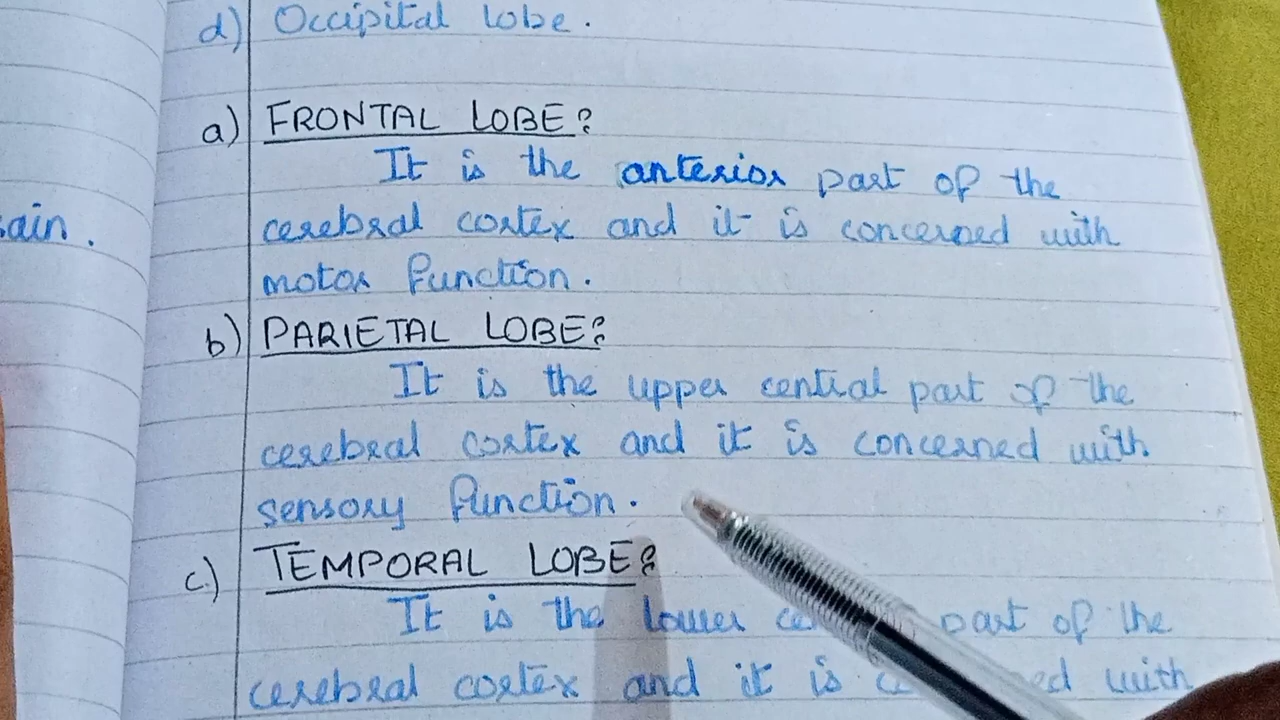 d) Occipital lobe.
a) FRONTAL LOBE?
It is the anterior part of the
ain.
cerebral cortex and it is concerned with
motor function.
b) PARIETAL LOBE?
It is the upper central part of the
cerebral cortex and it is concerned with
sensory function.
c) TEMPORAL LOBE?
It is the lower part of the
cerebral cortex and it is with